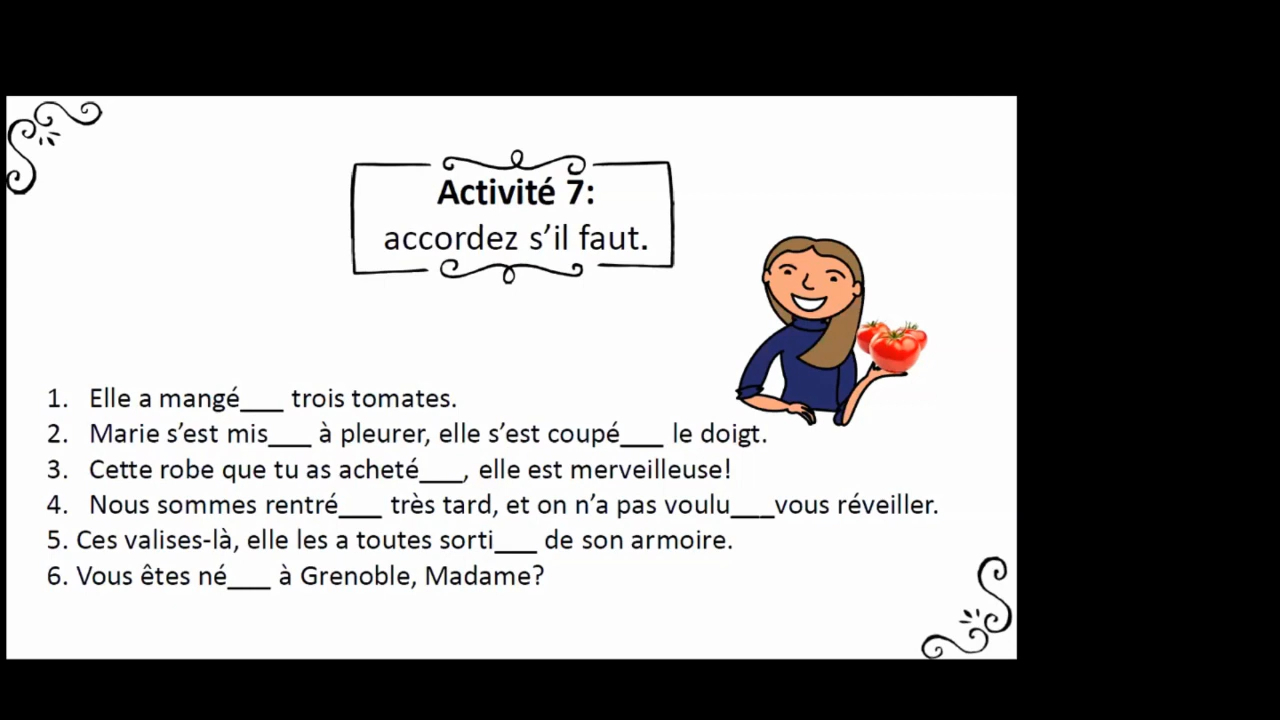 Activité 7:
accordez s’il faut.
1. Elle a mangé___ trois tomates.
2. Marie s’est mis___ à pleurer, elle s’est coupé___ le doigt.
3. Cette robe que tu as acheté___, elle est merveilleuse!
4. Nous sommes rentré___ très tard, et on n’a pas voulu___vous réveiller.
5. Ces valises-là, elle les a toutes sorti___ de son armoire.
6. Vous êtes né___ à Grenoble, Madame?